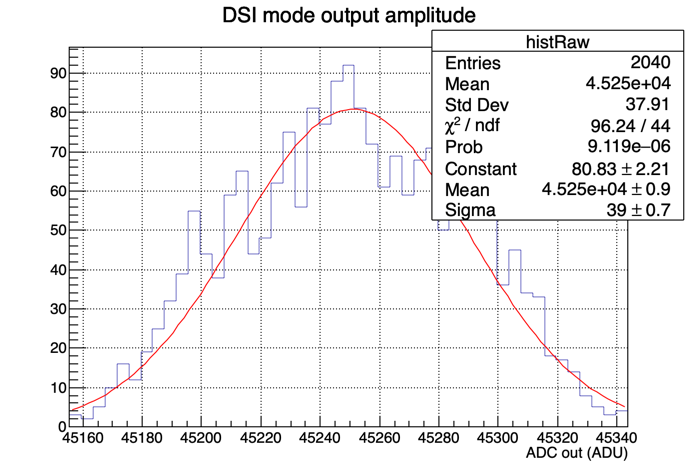 DSI mode output amplitude
histRaw
Entries 2040
Mean 4.525e+04
Std Dev 37.91
χ² / ndf 96.24 / 44
Prob 9.119e−06
Constant 80.83 ± 2.21
Mean 4.525e+04 ± 0.9
Sigma 39 ± 0.7
90
80
70
60
50
40
30
20
10
0
45160 45180 45200 45220 45240 45260 45280 45300 45320 45340
ADC out (ADU)